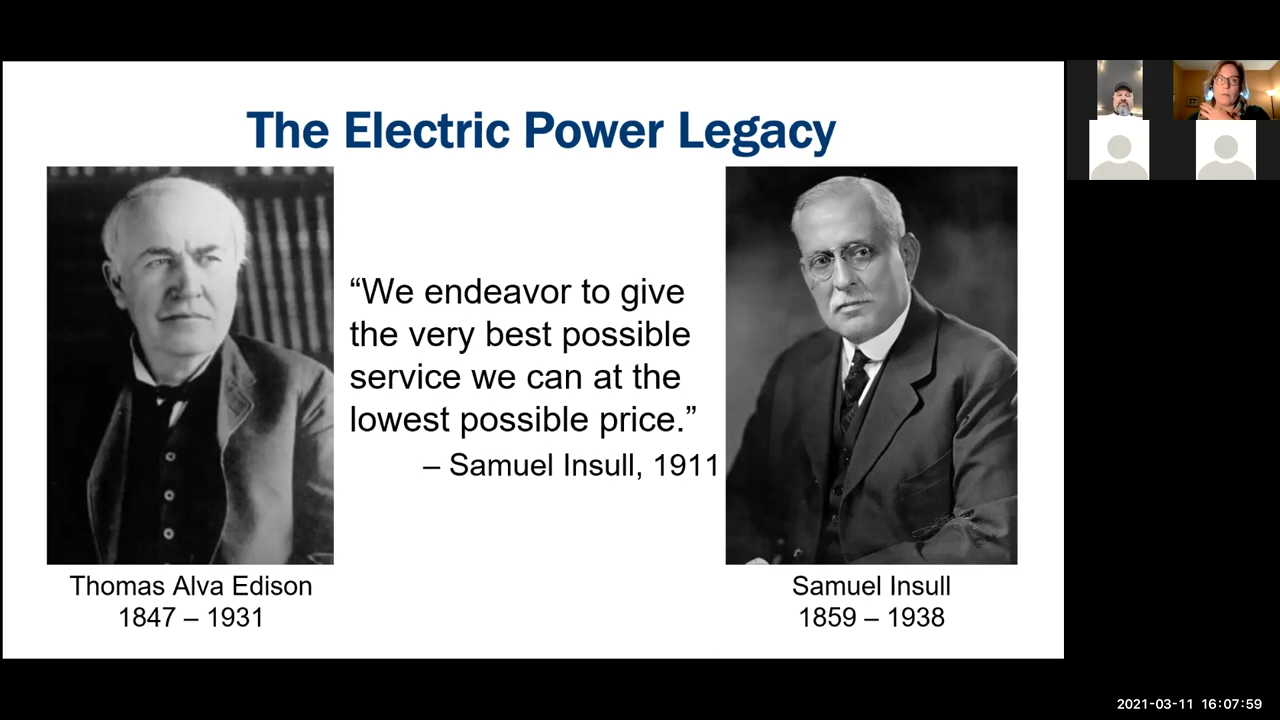 The Electric Power Legacy
“We endeavor to give
the very best possible
service we can at the
lowest possible price.”
– Samuel Insull, 1911
Thomas Alva Edison
1847 – 1931
Samuel Insull
1859 – 1938
2021-03-11 16:07:59